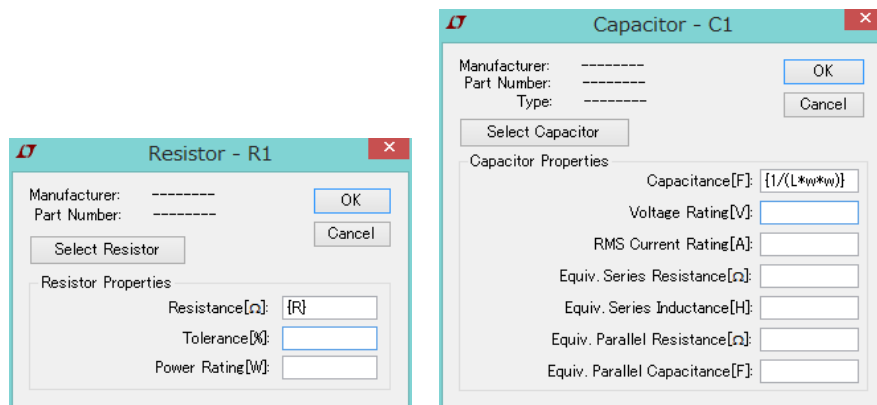 Resistor - R1
Manufacturer: --------
Part Number: --------
OK
Cancel
Select Resistor
Resistor Properties
Resistance[Ω]: {R}
Tolerance[%]:
Power Rating[W]:
Capacitor - C1
Manufacturer: --------
Part Number: --------
Type: --------
OK
Cancel
Select Capacitor
Capacitor Properties
Capacitance[F]: {1/(L*w*w)}
Voltage Rating[V]:
RMS Current Rating[A]:
Equiv. Series Resistance[Ω]:
Equiv. Series Inductance[H]:
Equiv. Parallel Resistance[Ω]:
Equiv. Parallel Capacitance[F]: